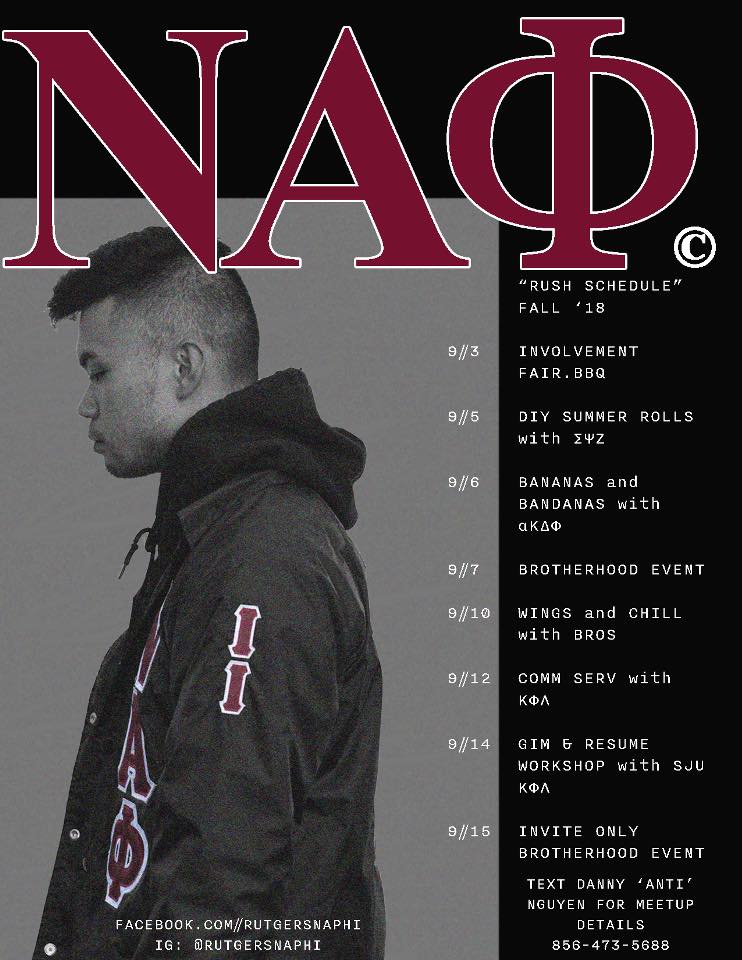 ΝΑΦ
©
“RUSH SCHEDULE”
FALL ‘18
9//3 INVOLVEMENT
FAIR.BBQ
9//5 DIY SUMMER ROLLS
with ΣΨΖ
9//6 BANANAS and
BANDANAS with
αΚΔΦ
9//7 BROTHERHOOD EVENT
9//10 WINGS and CHILL
with BROS
9//12 COMM SERV with
ΚΦΛ
9//14 GIM & RESUME
WORKSHOP with SJU
ΚΦΛ
9//15 INVITE ONLY
BROTHERHOOD EVENT
TEXT DANNY ‘ANTI’
NGUYEN FOR MEETUP
DETAILS
856-473-5688
I
I
Ν
Α
Φ
FACEBOOK.COM//RUTGERSNAPHI
IG: @RUTGERSNAPHI